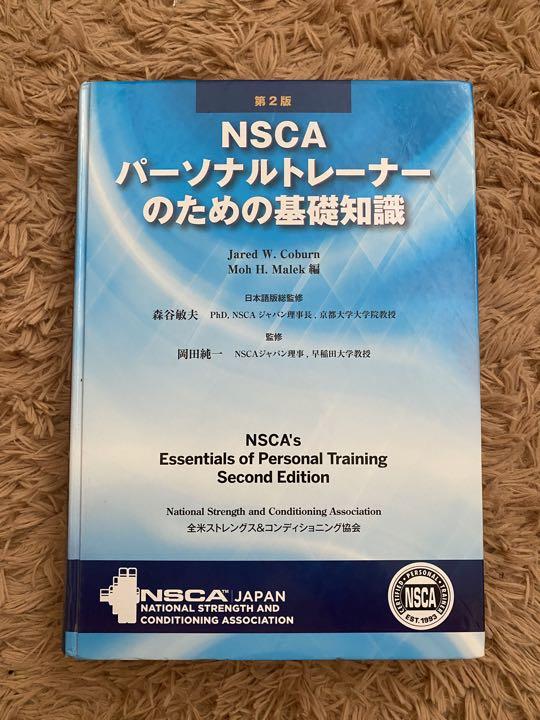 第2版
NSCA
パーソナルトレーナー
のための基礎知識
Jared W. Coburn
Moh H. Malek 編
日本語版総監修
森谷敏夫 PhD, NSCA ジャパン理事長, 京都大学大学院教授
監修
岡田純一 NSCAジャパン理事, 早稲田大学教授
NSCA's
Essentials of Personal Training
Second Edition
National Strength and Conditioning Association
全米ストレングス&コンディショニング協会
NSCA™ | JAPAN
NATIONAL STRENGTH AND
CONDITIONING ASSOCIATION
CERTIFIED • PERSONAL • TRAINER
NSCA
EST. 1993